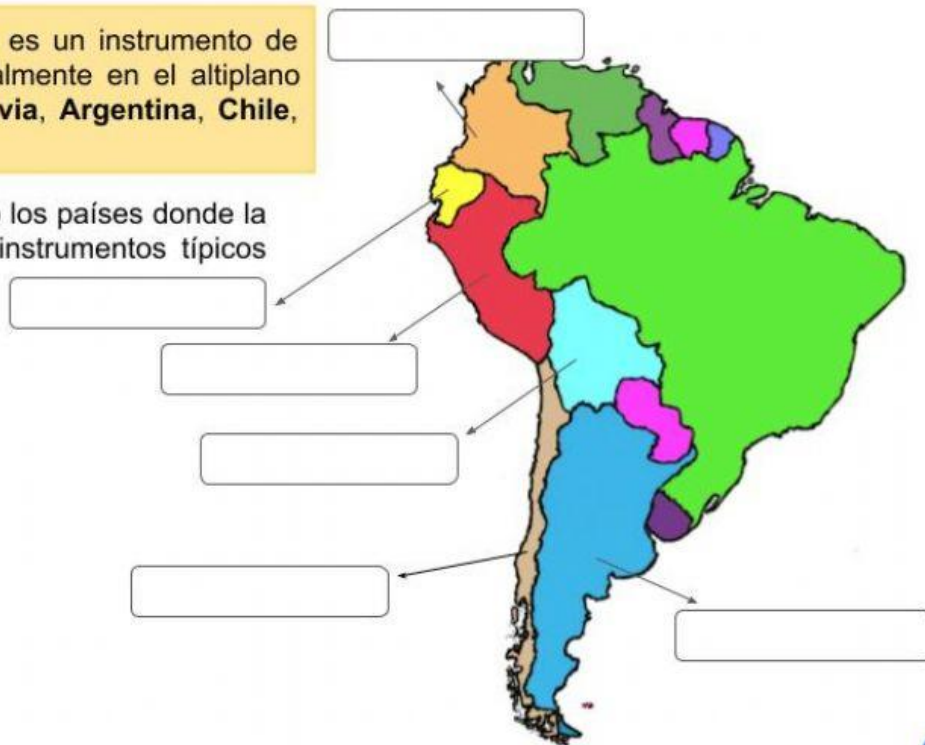 es un instrumento de
almente en el altiplano
via, Argentina, Chile,
los países donde la
instrumentos típicos